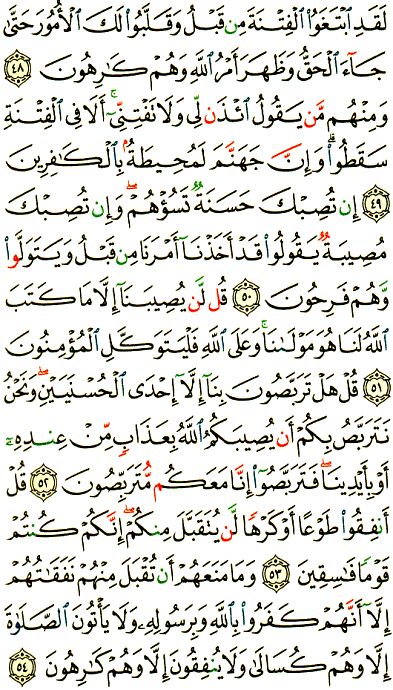 لَقَدِ ٱبْتَغَوُا۟ ٱلْفِتْنَةَ مِن قَبْلُ وَقَلَّبُوا۟ لَكَ ٱلْأُمُورَ حَتَّىٰ
جَآءَ ٱلْحَقُّ وَظَهَرَ أَمْرُ ٱللَّهِ وَهُمْ كَٰرِهُونَ ٤٨
وَمِنْهُم مَّن يَقُولُ ٱئْذَن لِّى وَلَا تَفْتِنِّىٓ ۚ أَلَا فِى ٱلْفِتْنَةِ
سَقَطُوا۟ ۗ وَإِنَّ جَهَنَّمَ لَمُحِيطَةٌۢ بِٱلْكَٰفِرِينَ
٤٩ إِن تُصِبْكَ حَسَنَةٌ تَسُؤْهُمْ ۖ وَإِن تُصِبْكَ
مُصِيبَةٌ يَقُولُوا۟ قَدْ أَخَذْنَآ أَمْرَنَا مِن قَبْلُ وَيَتَوَلَّوا۟
وَّهُمْ فَرِحُونَ ٥٠ قُل لَّن يُصِيبَنَآ إِلَّا مَا كَتَبَ
ٱللَّهُ لَنَا هُوَ مَوْلَىٰنَا ۚ وَعَلَى ٱللَّهِ فَلْيَتَوَكَّلِ ٱلْمُؤْمِنُونَ
٥١ قُلْ هَلْ تَرَبَّصُونَ بِنَآ إِلَّآ إِحْدَى ٱلْحُسْنَيَيْنِ ۖ وَنَحْنُ
نَتَرَبَّصُ بِكُمْ أَن يُصِيبَكُمُ ٱللَّهُ بِعَذَابٍ مِّنْ عِندِهِۦٓ
أَوْ بِأَيْدِينَا ۖ فَتَرَبَّصُوٓا۟ إِنَّا مَعَكُم مُّتَرَبِّصُونَ ٥٢ قُلْ
أَنفِقُوا۟ طَوْعًا أَوْ كَرْهًا لَّن يُتَقَبَّلَ مِنكُمْ ۖ إِنَّكُمْ كُنتُمْ
قَوْمًا فَٰسِقِينَ ٥٣ وَمَا مَنَعَهُمْ أَن تُقْبَلَ مِنْهُمْ نَفَقَٰتُهُمْ
إِلَّآ أَنَّهُمْ كَفَرُوا۟ بِٱللَّهِ وَبِرَسُولِهِۦ وَلَا يَأْتُونَ ٱلصَّلَوٰةَ
إِلَّا وَهُمْ كُسَالَىٰ وَلَا يُنفِقُونَ إِلَّا وَهُمْ كَٰرِهُونَ ٥٤